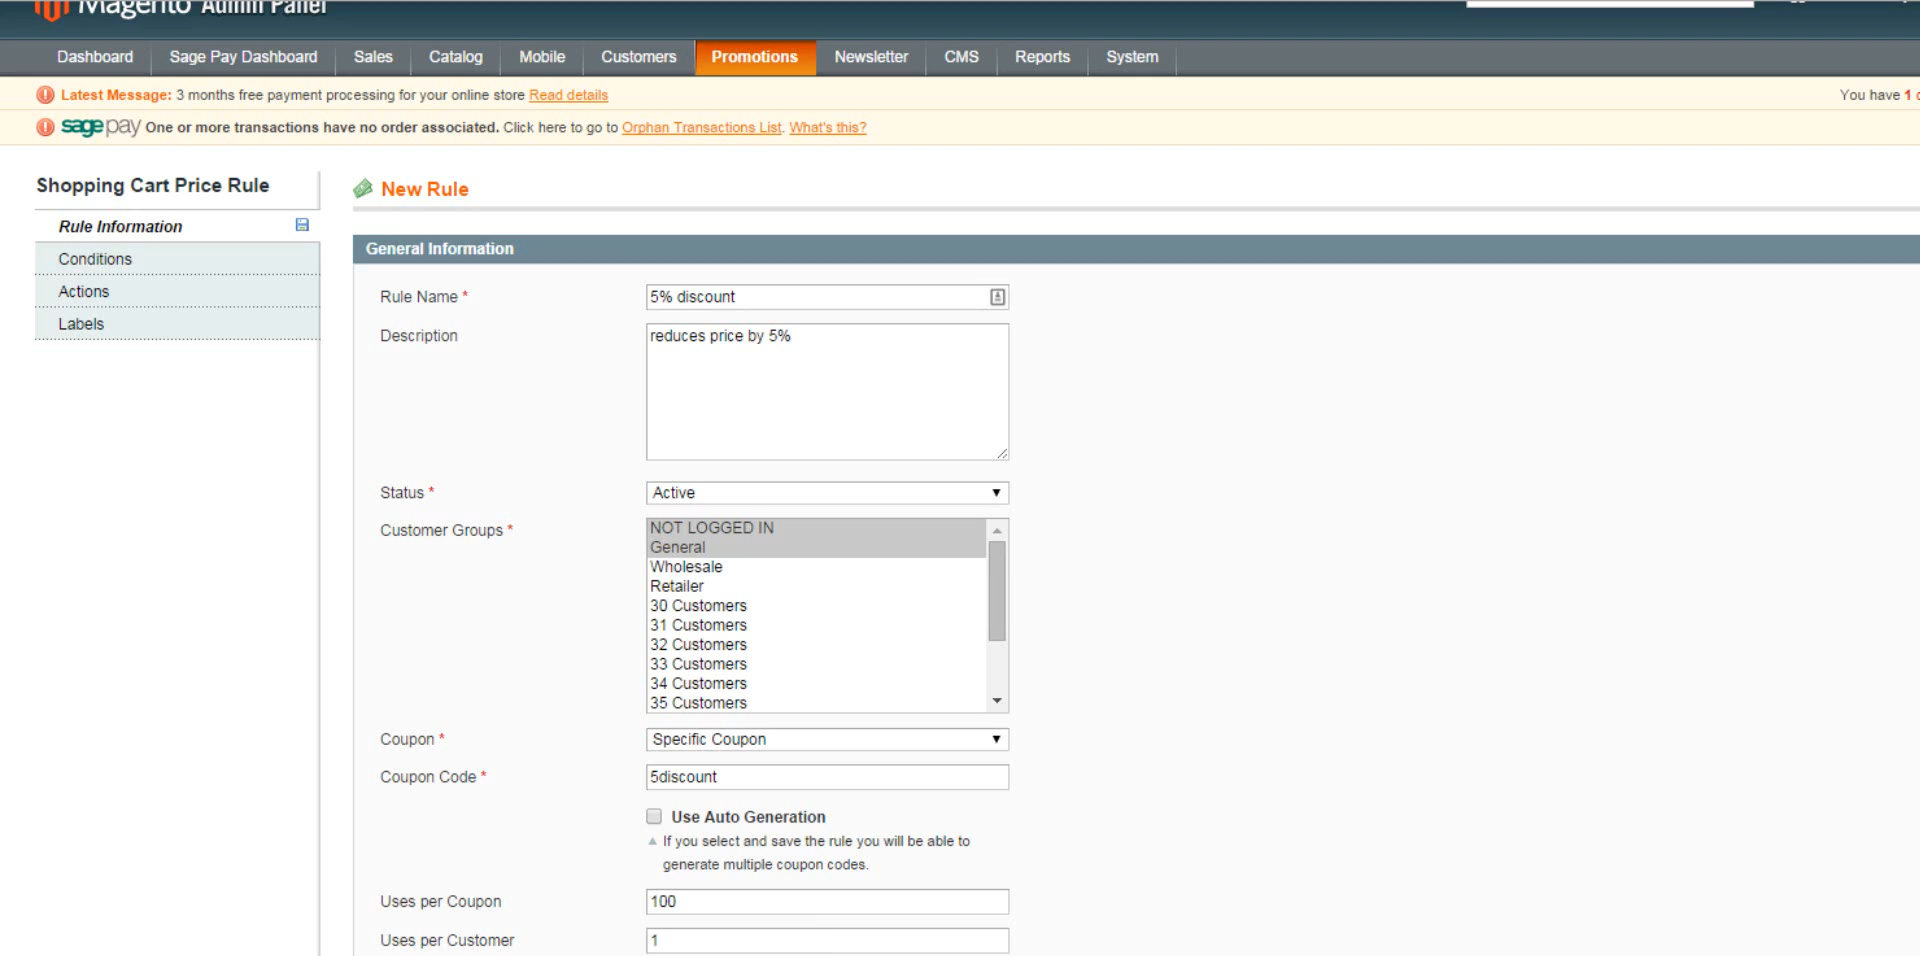 Magento Admin Panel
Dashboard Sage Pay Dashboard Sales Catalog Mobile Customers Promotions Newsletter CMS Reports System
Latest Message: 3 months free payment processing for your online store Read details You have 1
sage pay One or more transactions have no order associated. Click here to go to Orphan Transactions List. What's this?
Shopping Cart Price Rule
Rule Information
Conditions
Actions
Labels
New Rule
General Information
Rule Name * 5% discount
Description reduces price by 5%
Status * Active
Customer Groups * NOT LOGGED IN
General
Wholesale
Retailer
30 Customers
31 Customers
32 Customers
33 Customers
34 Customers
35 Customers
Coupon * Specific Coupon
Coupon Code * 5discount
Use Auto Generation
If you select and save the rule you will be able to
generate multiple coupon codes.
Uses per Coupon 100
Uses per Customer 1